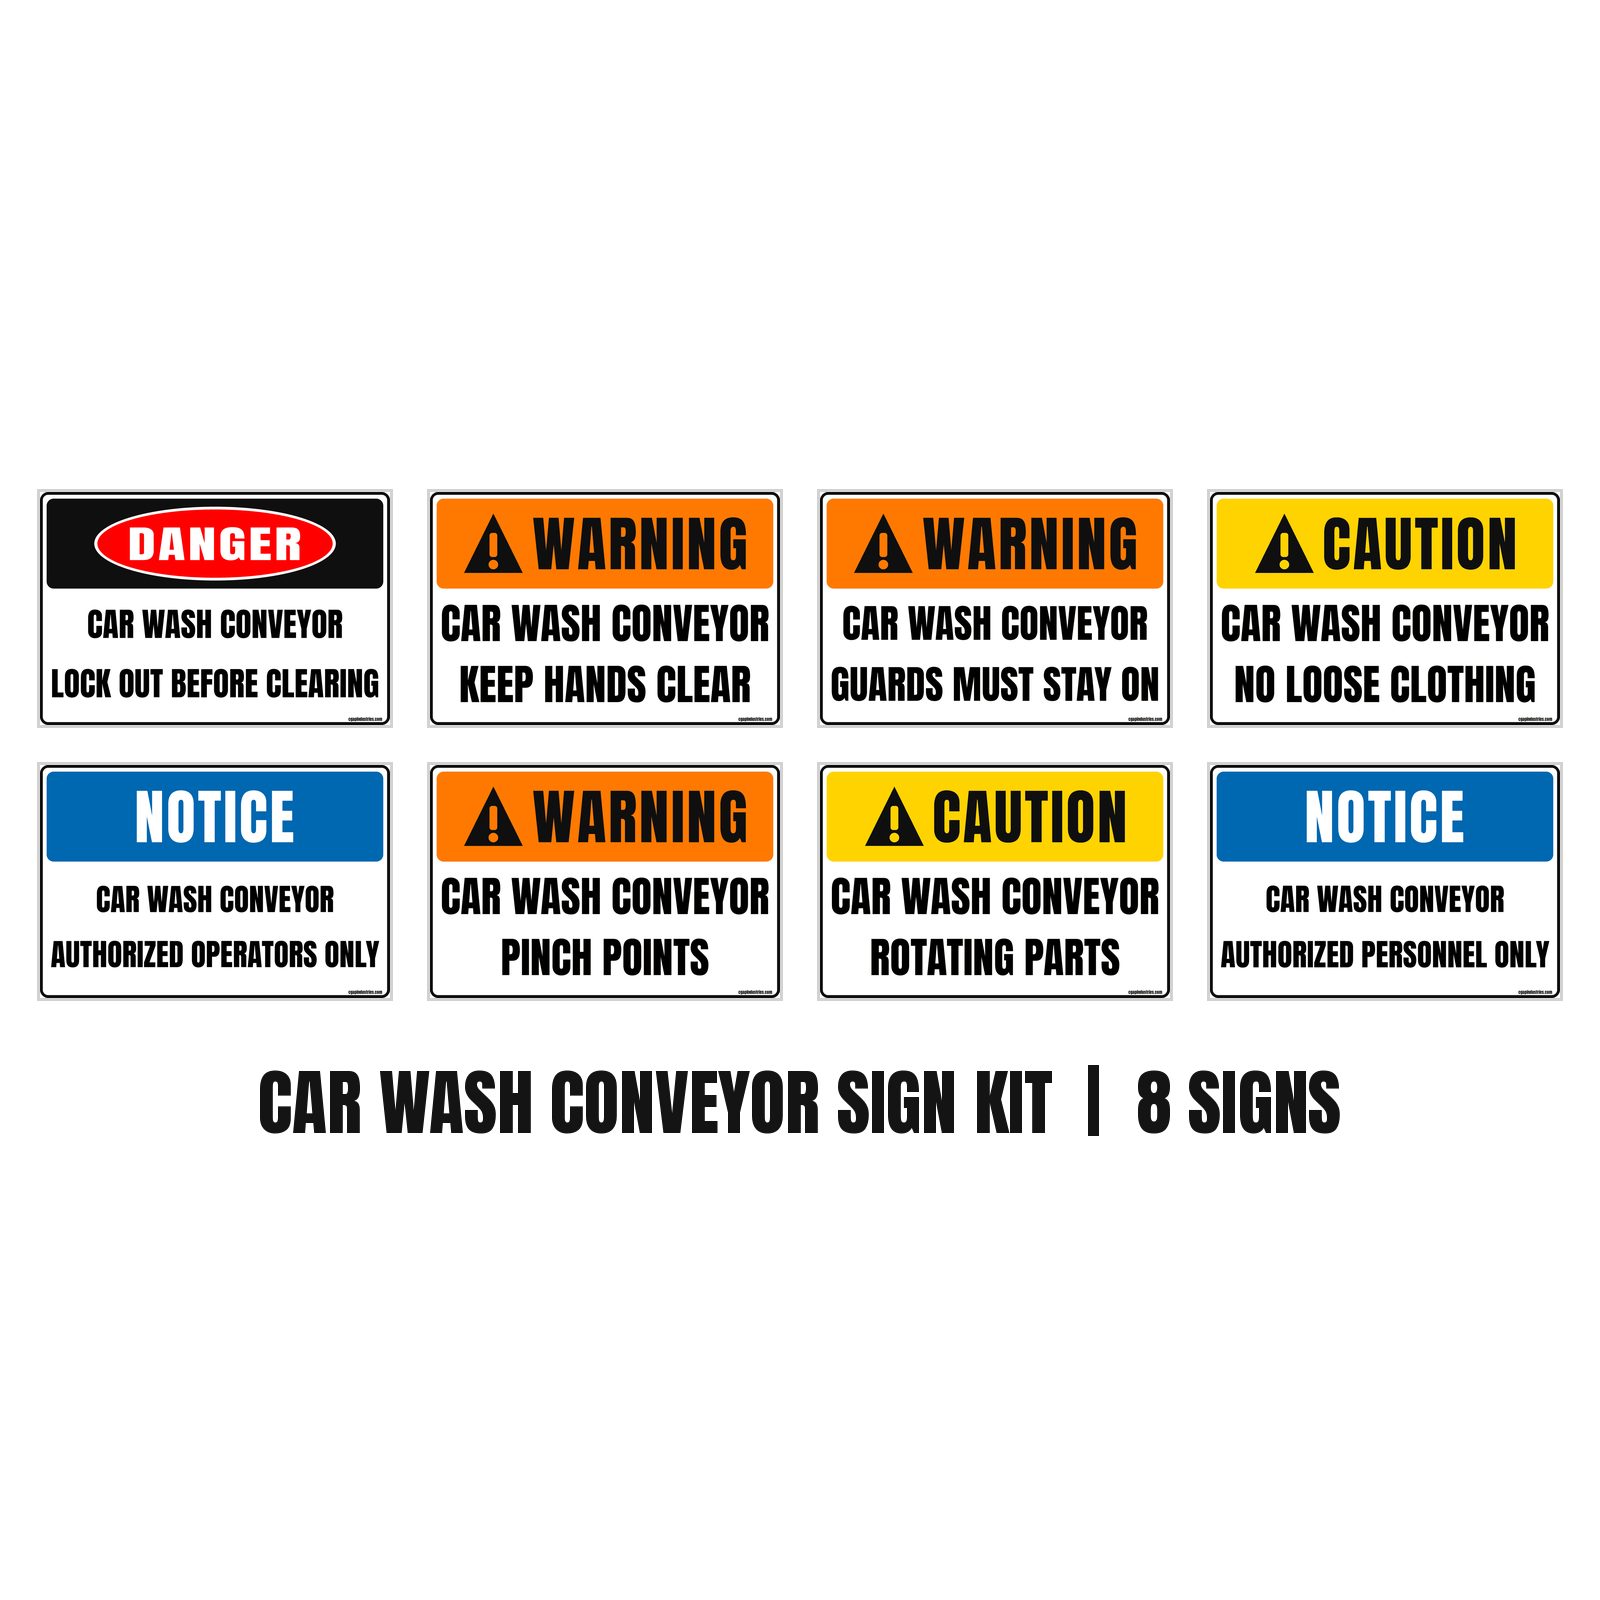 DANGER
CAR WASH CONVEYOR
LOCK OUT BEFORE CLEARING
WARNING
CAR WASH CONVEYOR
KEEP HANDS CLEAR
WARNING
CAR WASH CONVEYOR
GUARDS MUST STAY ON
CAUTION
CAR WASH CONVEYOR
NO LOOSE CLOTHING
NOTICE
CAR WASH CONVEYOR
AUTHORIZED OPERATORS ONLY
WARNING
CAR WASH CONVEYOR
PINCH POINTS
CAUTION
CAR WASH CONVEYOR
ROTATING PARTS
NOTICE
CAR WASH CONVEYOR
AUTHORIZED PERSONNEL ONLY
CAR WASH CONVEYOR SIGN KIT | 8 SIGNS